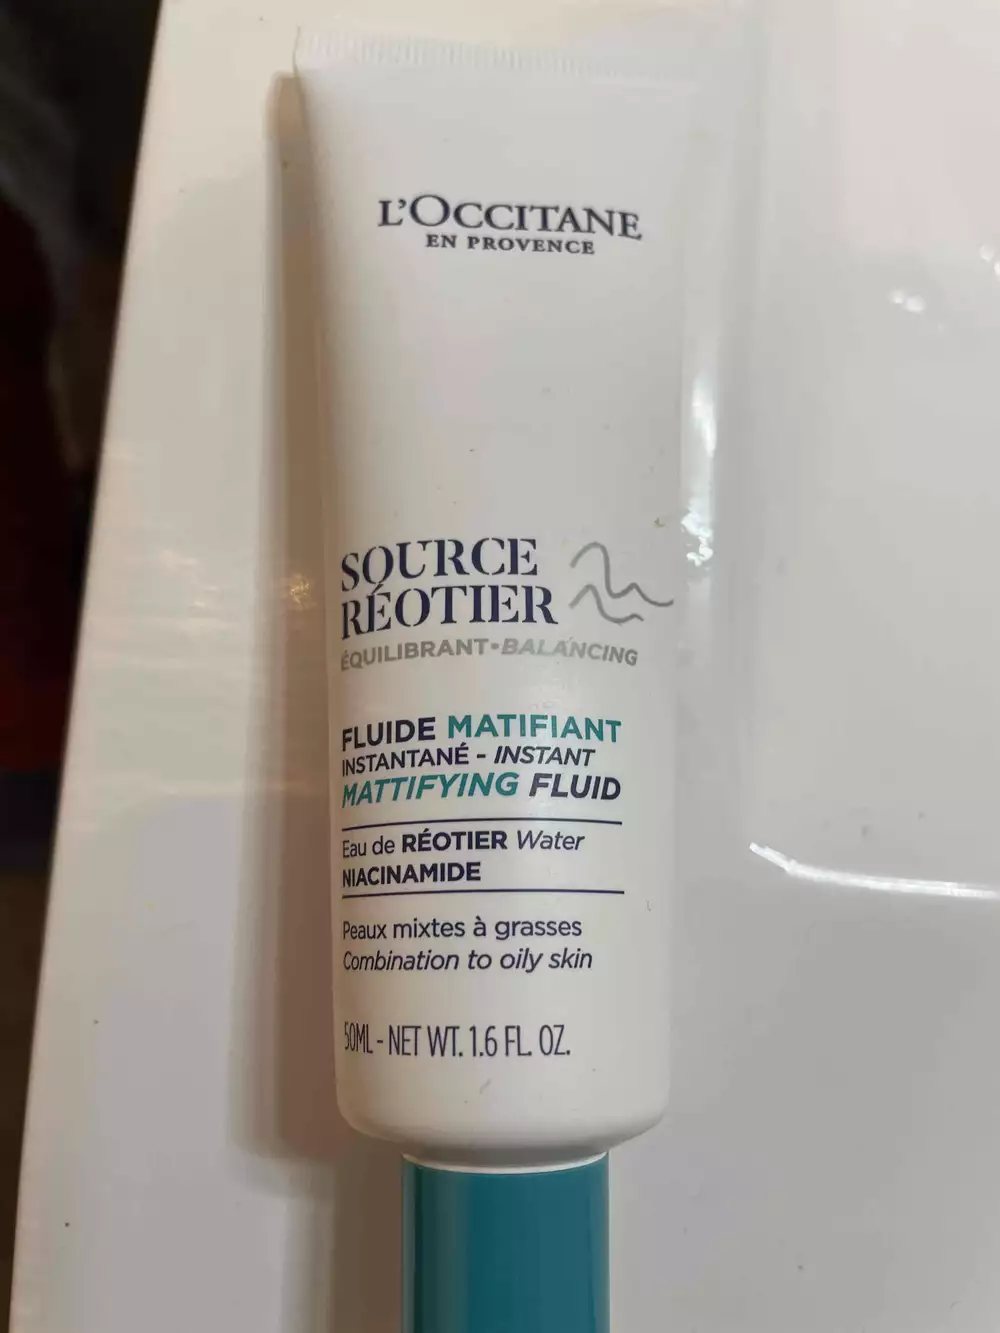 L'OCCITANE
EN PROVENCE
SOURCE
RÉOTIER
ÉQUILIBRANT-BALANCING
FLUIDE MATIFIANT
INSTANTANÉ - INSTANT
MATTIFYING FLUID
Eau de RÉOTIER Water
NIACINAMIDE
Peaux mixtes à grasses
Combination to oily skin
50ML - NET WT. 1.6 FL. OZ.